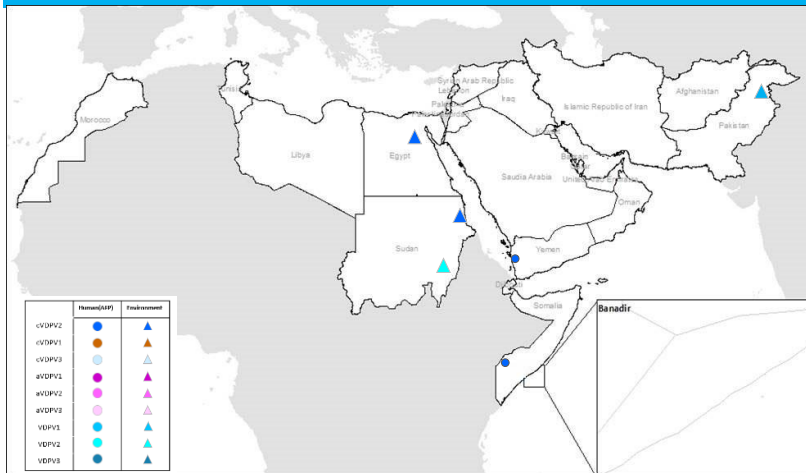 Tunisia
Syrian Arab Republic
Lebanon
Iraq
Islamic Republic of Iran
Afghanistan
Pakistan
Morocco
Libya
Egypt
Kuwait
Bahrain
Qatar
Saudi Arabia
United Arab Emirates
Oman
Sudan
Yemen
Djibouti
Somalia
Banadir
Human(AFP) Environment
cVDPV2
cVDPV1
cVDPV3
aVDPV1
aVDPV2
aVDPV3
VDPV1
VDPV2
VDPV3